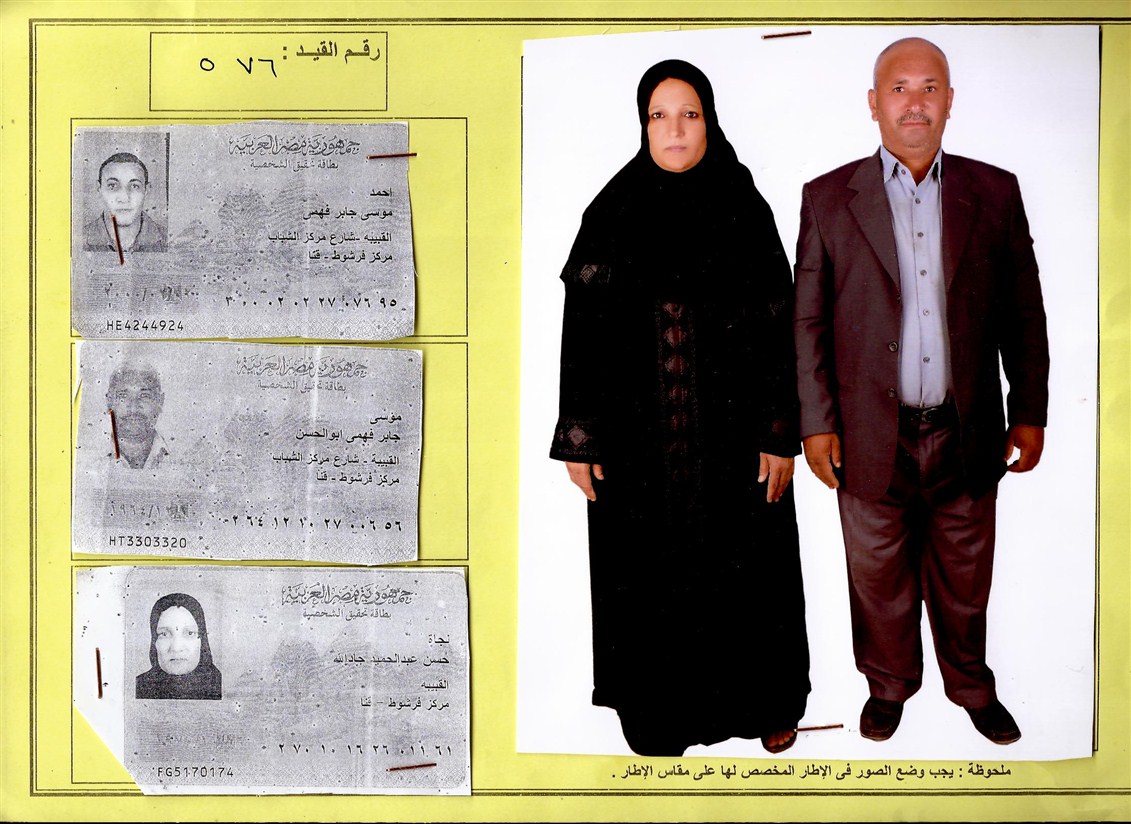 رقم القيد : ٥٧٦
جمهورية مصر العربية
بطاقة تحقيق الشخصية
احمد
موسى جابر فهمى
القبيبه -شارع مركز الشباب
مركز فرشوط - قنا
٣٠٠٠٢٠٢٢٧٠٧٦٩٥
HE4244924
جمهورية مصر العربية
بطاقة تحقيق الشخصية
موسى
جابر فهمى ابوالحسن
القبيبة - شارع مركز الشباب
مركز فرشوط - قنا
٢٦٤١٢١٠٢٧٠٠٦٥٦
HT3303320
جمهورية مصر العربية
بطاقة تحقيق الشخصية
نجاة
حسن عبدالحميد جادالله
القبيبه
مركز فرشوط - قنا
٢٧٠١٠١٦٢٦٠١١٦١
FG5170174
ملحوظة : يجب وضع الصور فى الإطار المخصص لها على مقاس الإطار .